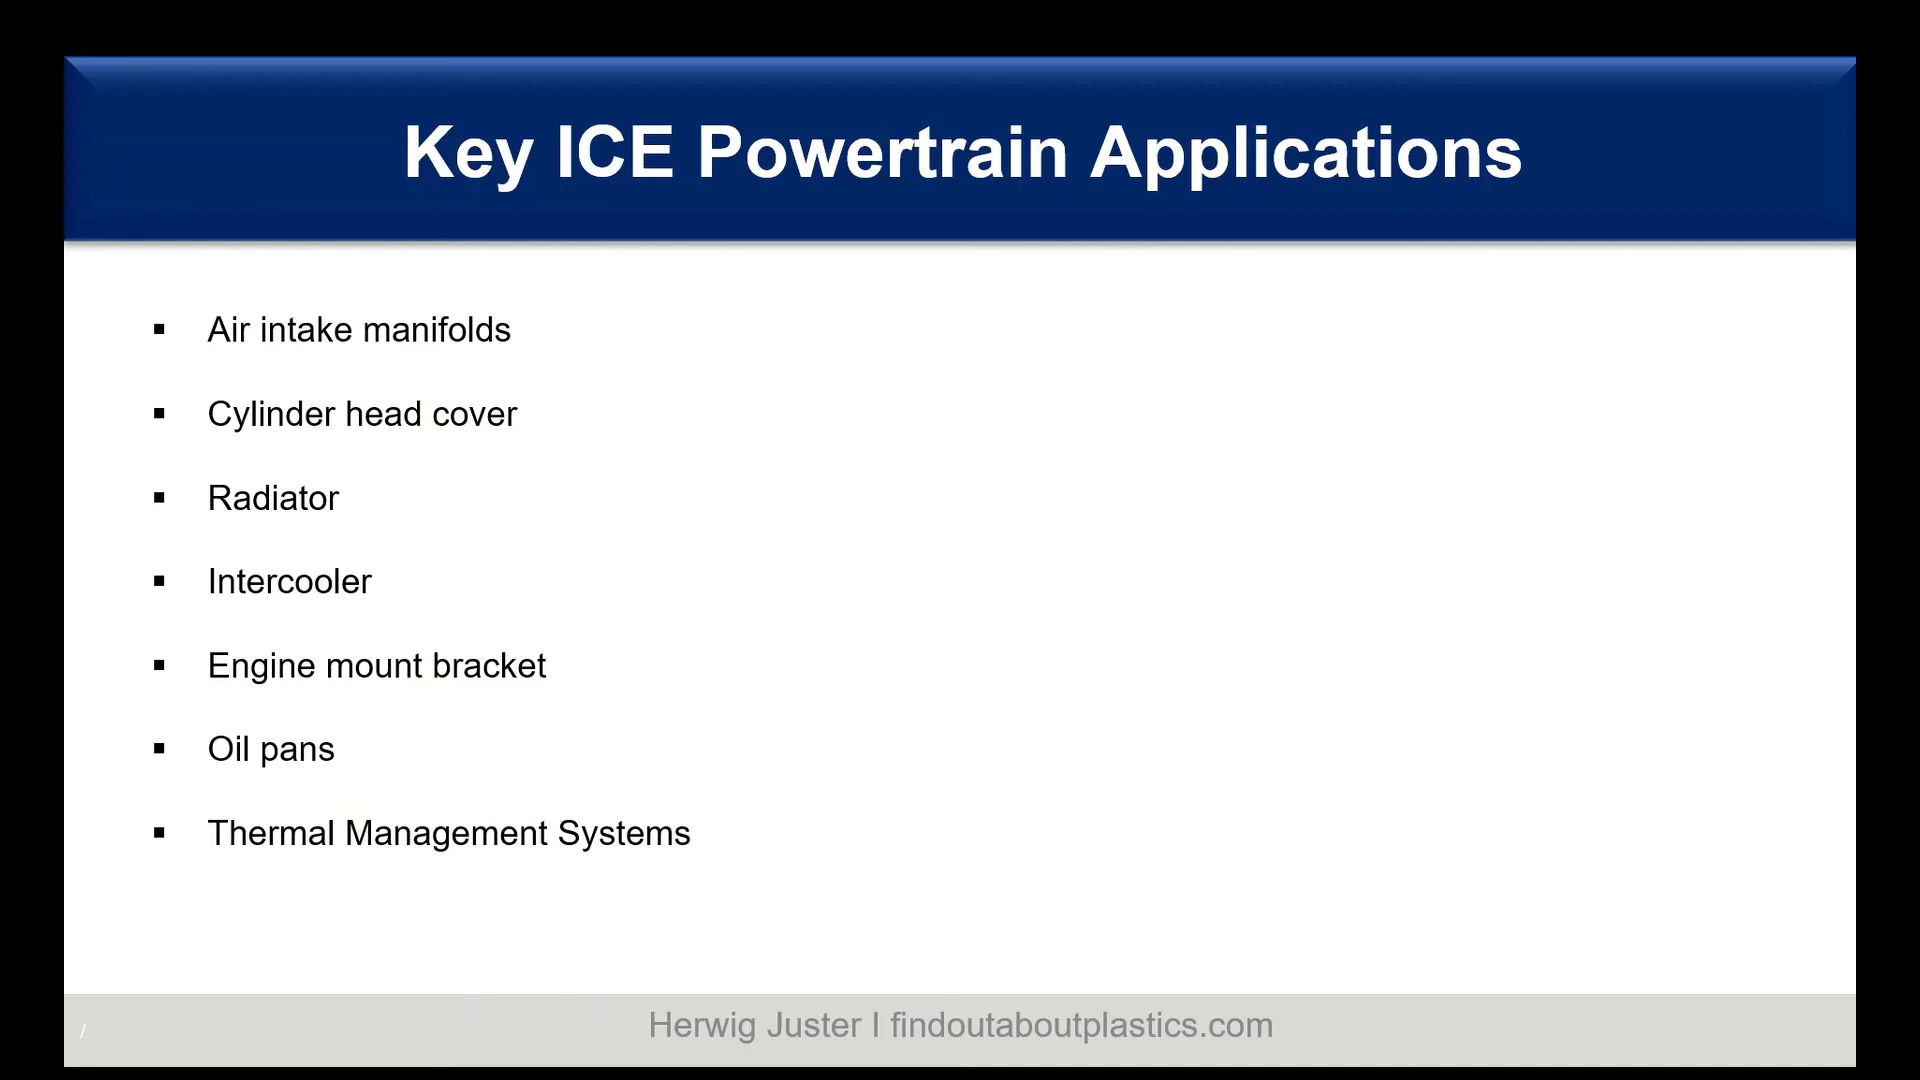 Key ICE Powertrain Applications
▪ Air intake manifolds
▪ Cylinder head cover
▪ Radiator
▪ Intercooler
▪ Engine mount bracket
▪ Oil pans
▪ Thermal Management Systems
/
Herwig Juster I findoutaboutplastics.com